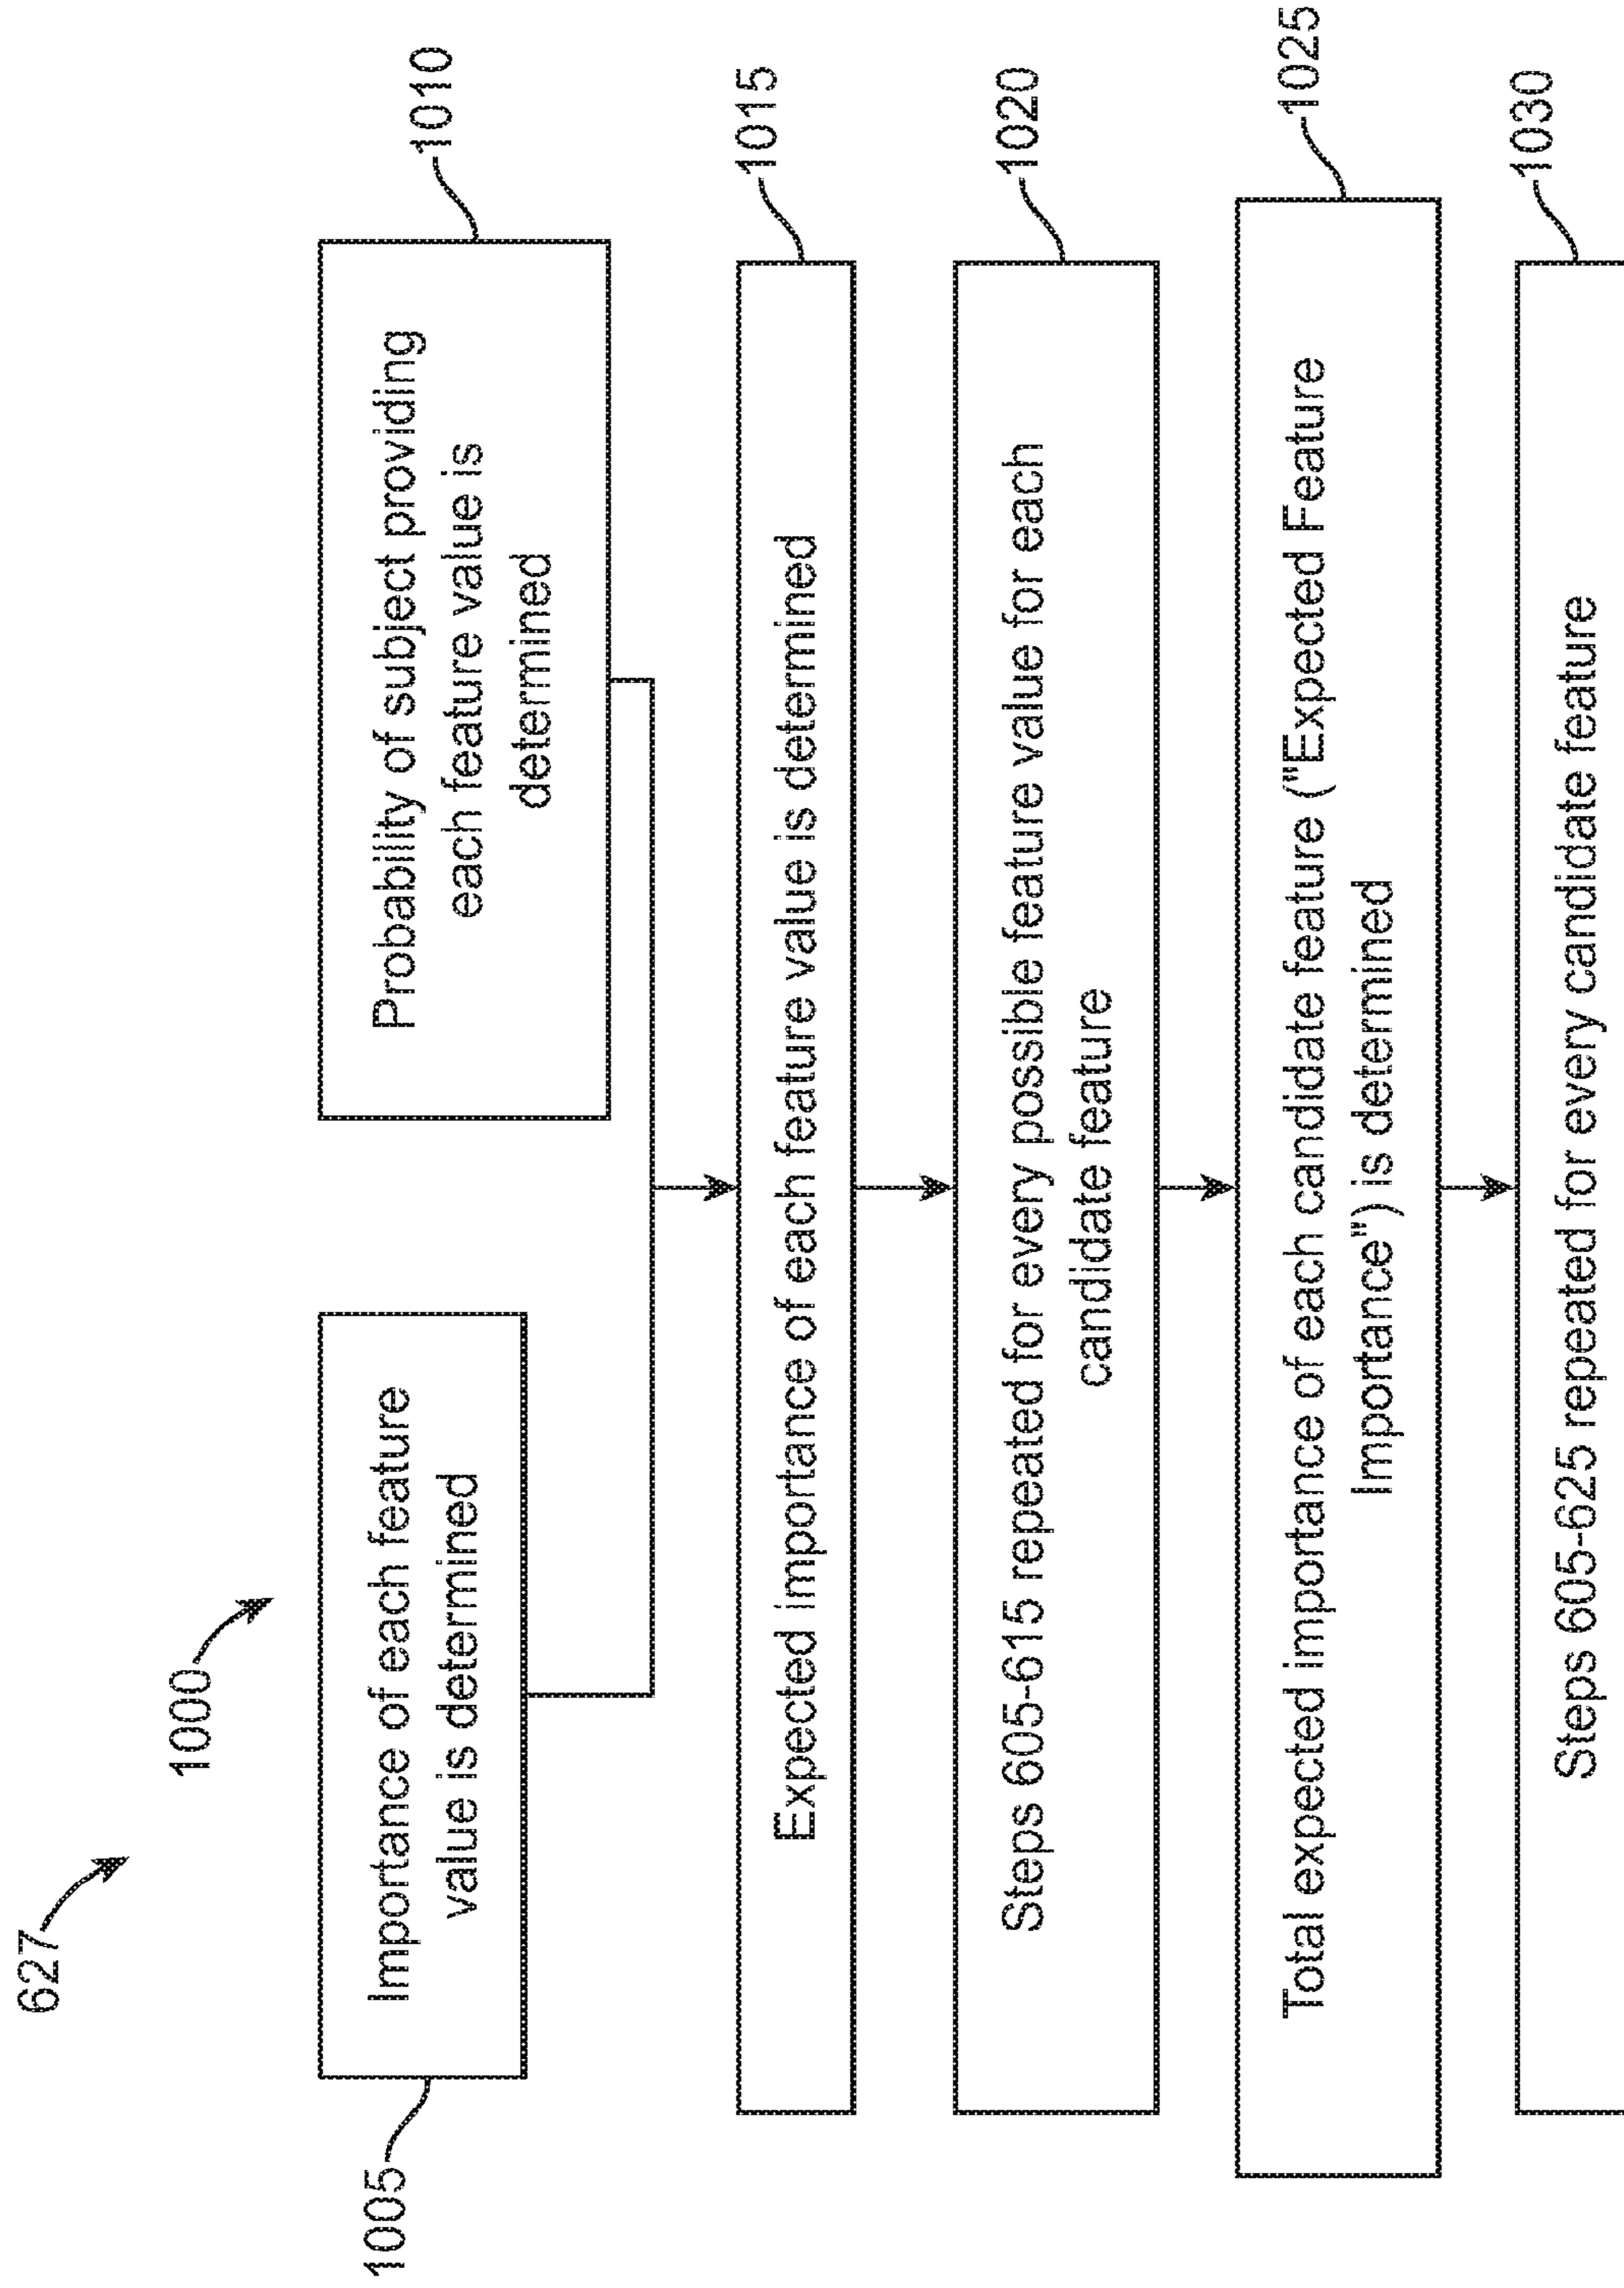 627
1000
1005
Importance of each feature
value is determined
1010
Probability of subject providing
each feature value is
determined
1015
Expected importance of each feature value is determined
1020
Steps 605-615 repeated for every possible feature value for each
candidate feature
1025
Total expected importance of each candidate feature ("Expected Feature
Importance") is determined
1030
Steps 605-625 repeated for every candidate feature